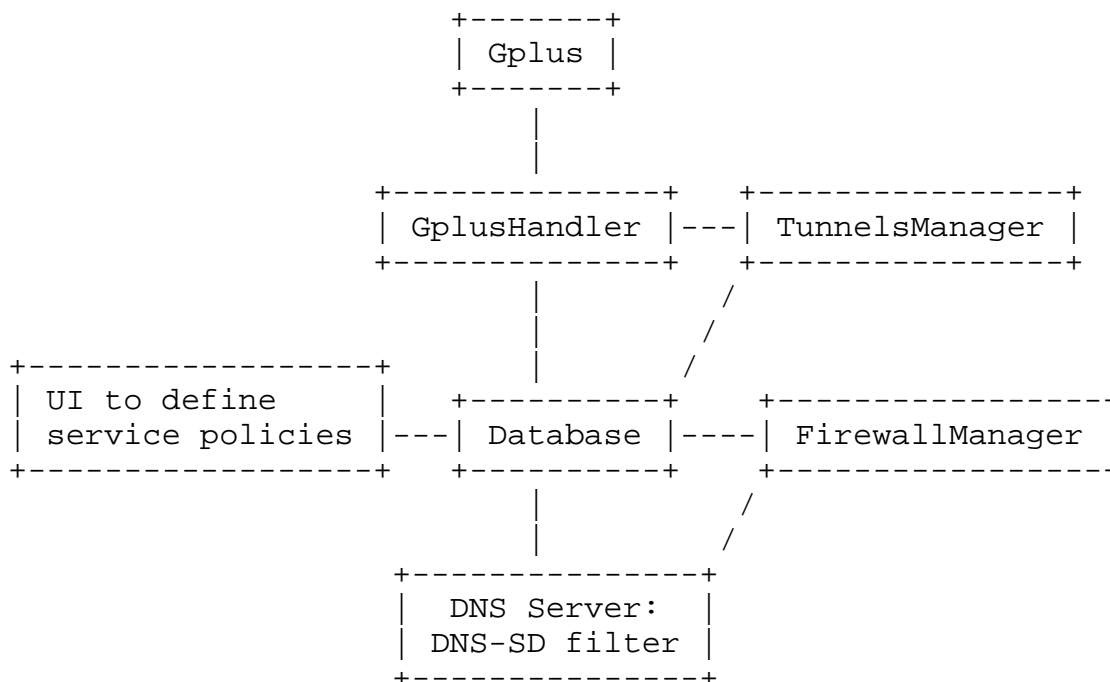 Gplus
GplusHandler
TunnelsManager
UI to define
service policies
Database
FirewallManager
DNS Server:
DNS-SD filter